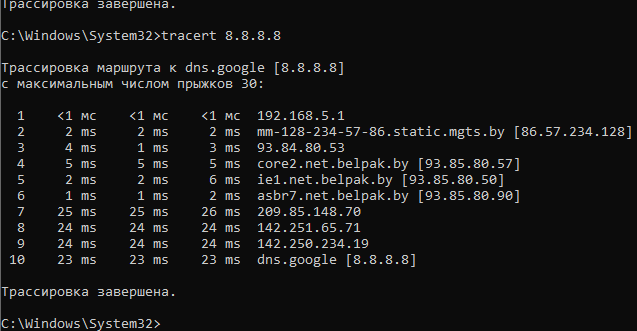 Трассировка завершена.
C:\Windows\System32>tracert 8.8.8.8
Трассировка маршрута к dns.google [8.8.8.8]
с максимальным числом прыжков 30:
1 <1 мс <1 мс <1 мс 192.168.5.1
2 2 ms 2 ms 2 ms mm-128-234-57-86.static.mgts.by [86.57.234.128]
3 4 ms 1 ms 3 ms 93.84.80.53
4 5 ms 5 ms 5 ms core2.net.belpak.by [93.85.80.57]
5 2 ms 2 ms 6 ms ie1.net.belpak.by [93.85.80.50]
6 1 ms 1 ms 2 ms asbr7.net.belpak.by [93.85.80.90]
7 25 ms 25 ms 26 ms 209.85.148.70
8 24 ms 24 ms 24 ms 142.251.65.71
9 24 ms 24 ms 24 ms 142.250.234.19
10 23 ms 23 ms 23 ms dns.google [8.8.8.8]
Трассировка завершена.
C:\Windows\System32>